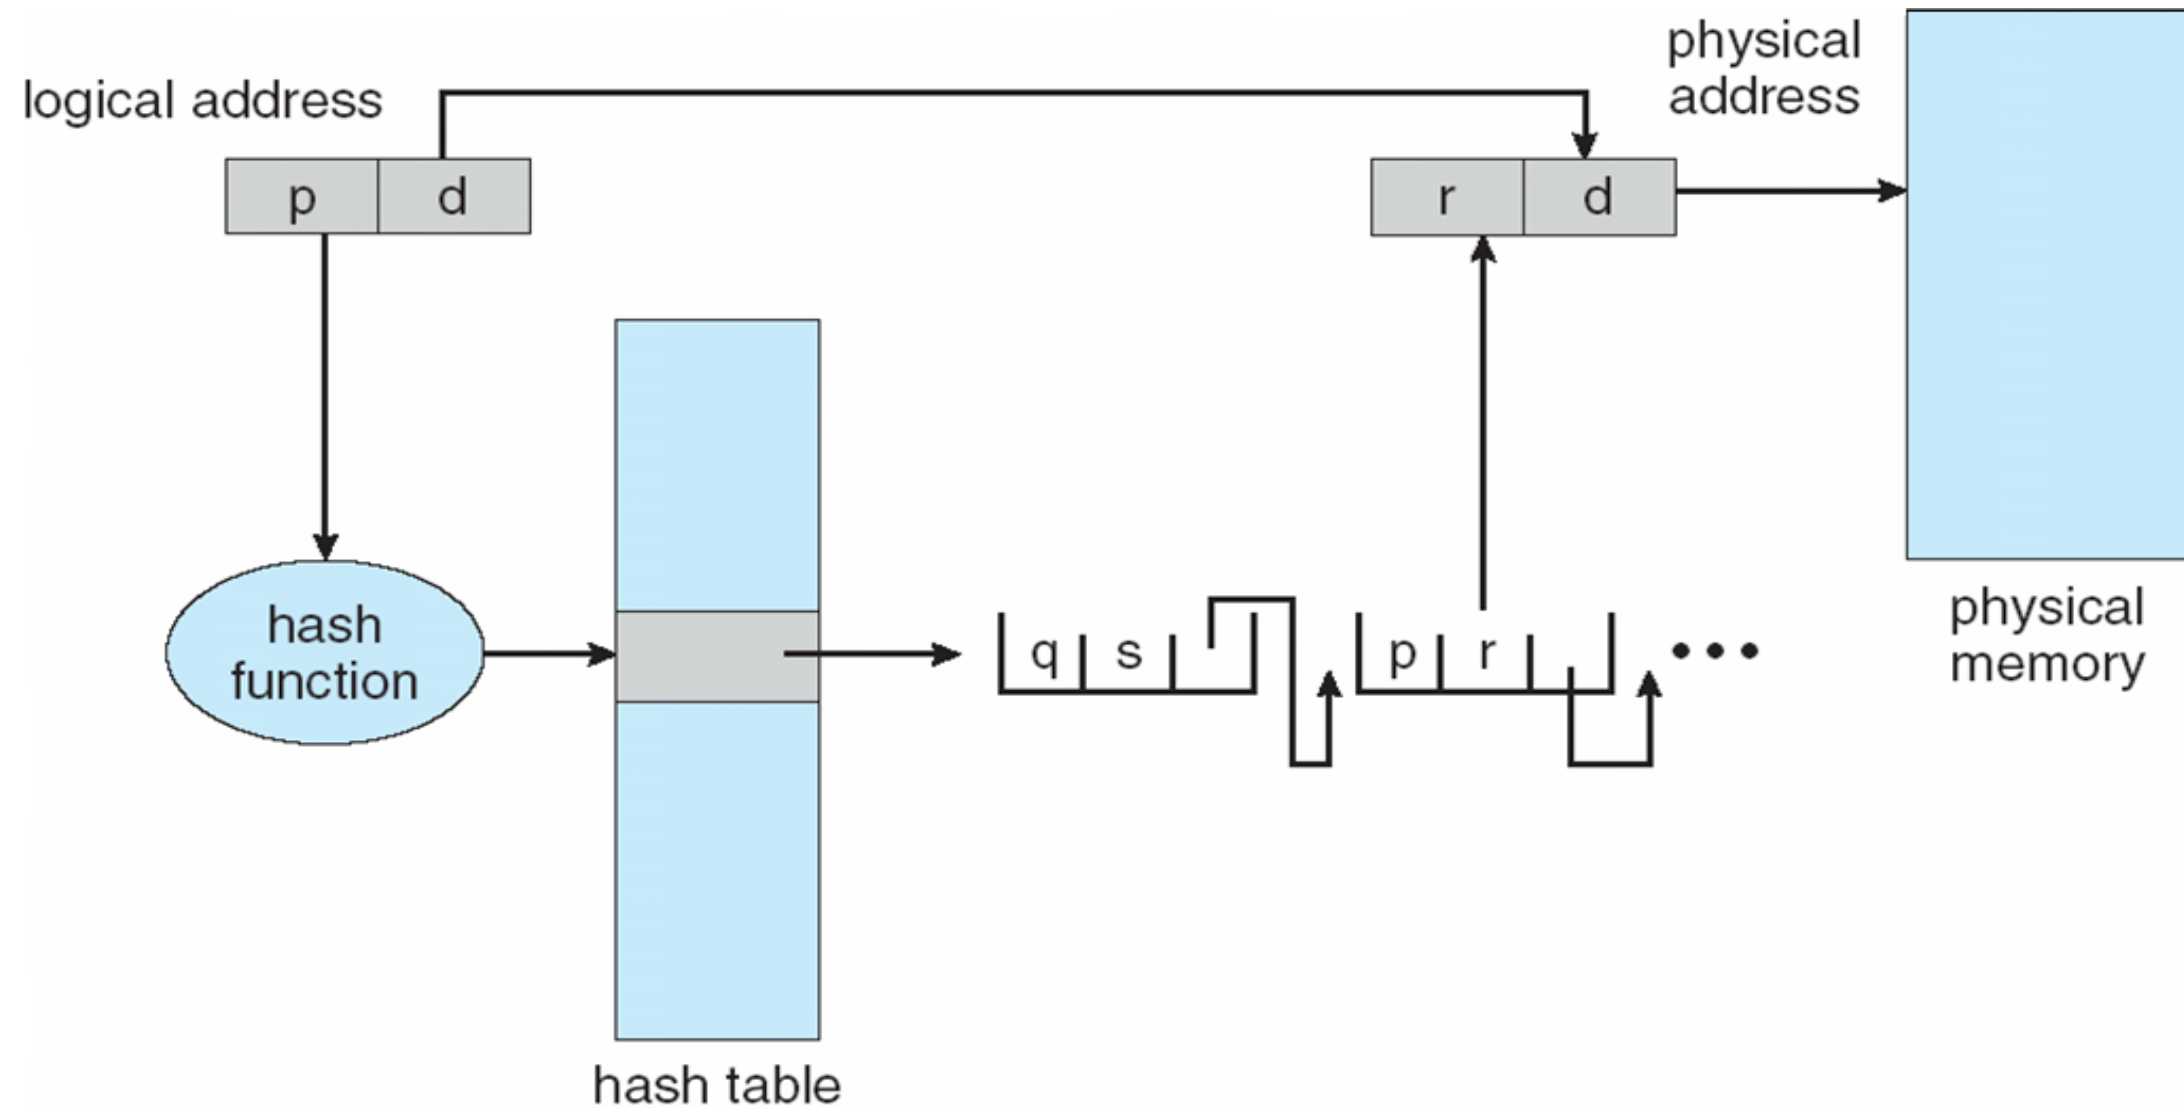 physical
address
logical address
p d
r d
hash
function
q s
p r
•••
physical
memory
hash table